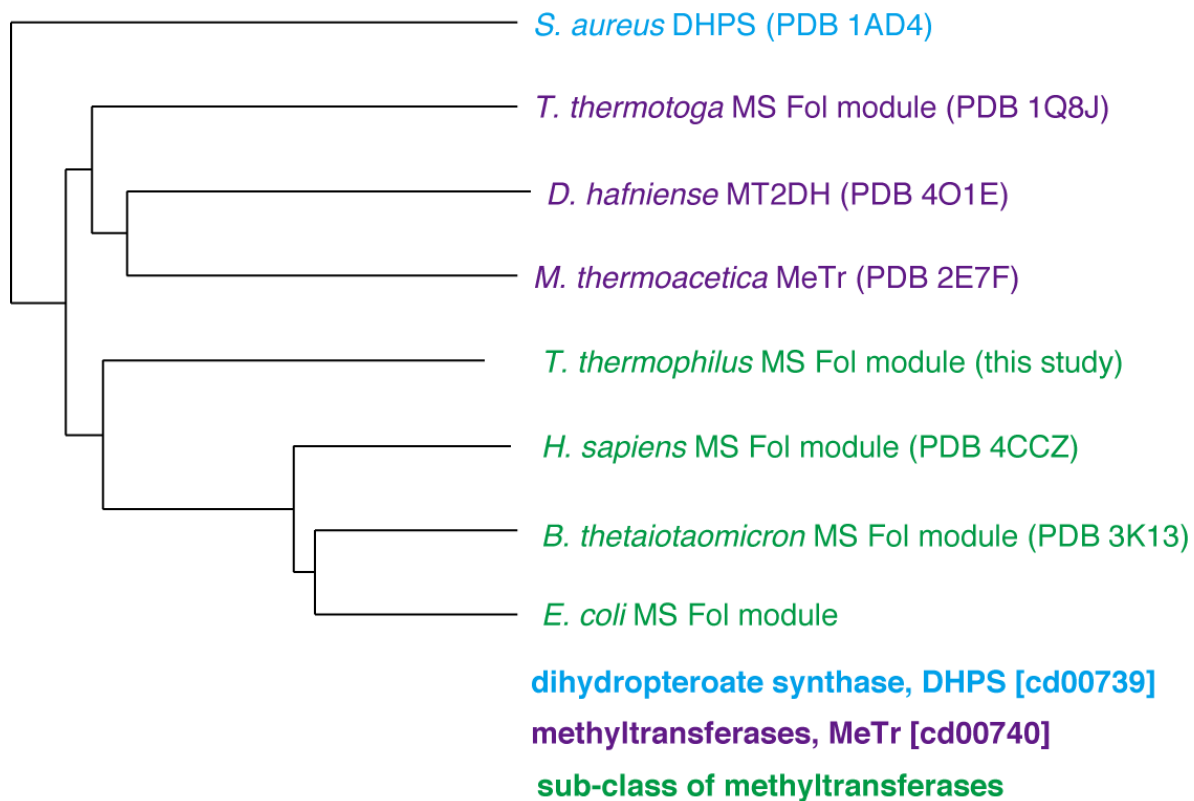 S. aureus DHPS (PDB 1AD4)
T. thermotoga MS Fol module (PDB 1Q8J)
D. hafniense MT2DH (PDB 4O1E)
M. thermoacetica MeTr (PDB 2E7F)
T. thermophilus MS Fol module (this study)
H. sapiens MS Fol module (PDB 4CCZ)
B. thetaiotaomicron MS Fol module (PDB 3K13)
E. coli MS Fol module
dihydropteroate synthase, DHPS [cd00739]
methyltransferases, MeTr [cd00740]
sub-class of methyltransferases